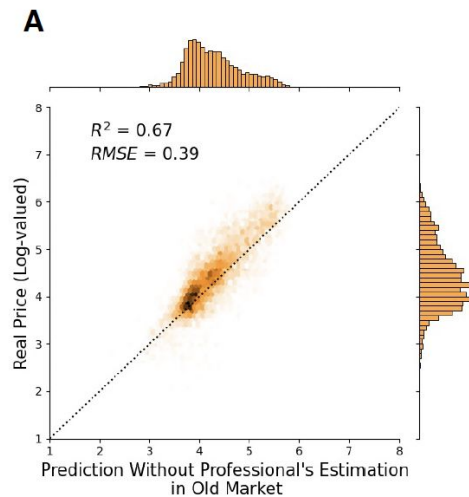 A
R² = 0.67
RMSE = 0.39
Real Price (Log-valued)
8
7
6
5
4
3
2
1
1 2 3 4 5 6 7 8
Prediction Without Professional's Estimation
in Old Market